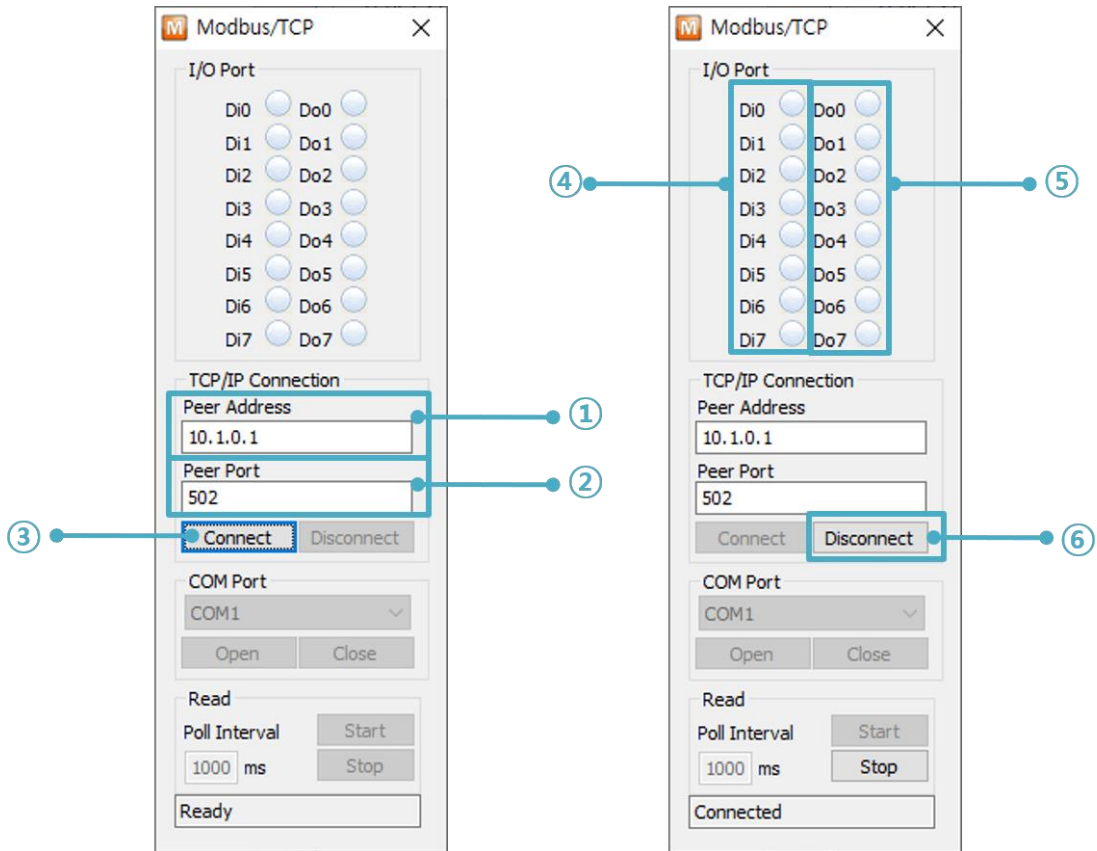 M Modbus/TCP
I/O Port
Di0 Do0
Di1 Do1
Di2 Do2
Di3 Do3
Di4 Do4
Di5 Do5
Di6 Do6
Di7 Do7
TCP/IP Connection
Peer Address
10.1.0.1
①
Peer Port
502
②
③
Connect Disconnect
COM Port
COM1
Open Close
Read
Poll Interval Start
1000 ms Stop
Ready
M Modbus/TCP
I/O Port
Di0 Do0
Di1 Do1
Di2 Do2
④
⑤
Di3 Do3
Di4 Do4
Di5 Do5
Di6 Do6
Di7 Do7
TCP/IP Connection
Peer Address
10.1.0.1
Peer Port
502
Connect Disconnect
⑥
COM Port
COM1
Open Close
Read
Poll Interval Start
1000 ms Stop
Connected